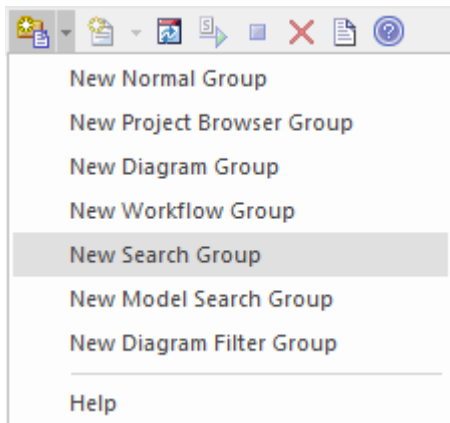 S
New Normal Group
New Project Browser Group
New Diagram Group
New Workflow Group
New Search Group
New Model Search Group
New Diagram Filter Group
Help